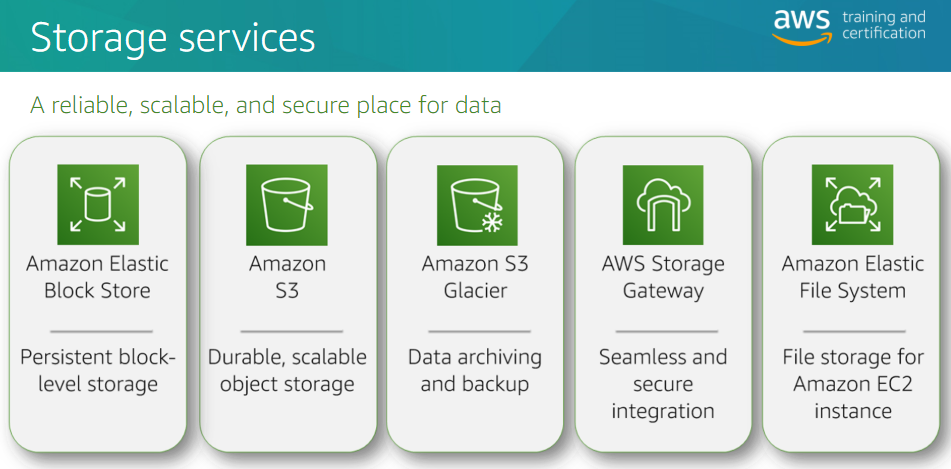 Storage services
aws training and
certification
A reliable, scalable, and secure place for data
Amazon Elastic
Block Store
Persistent block-
level storage
Amazon
S3
Durable, scalable
object storage
Amazon S3
Glacier
Data archiving
and backup
AWS Storage
Gateway
Seamless and
secure
integration
Amazon Elastic
File System
File storage for
Amazon EC2
instance